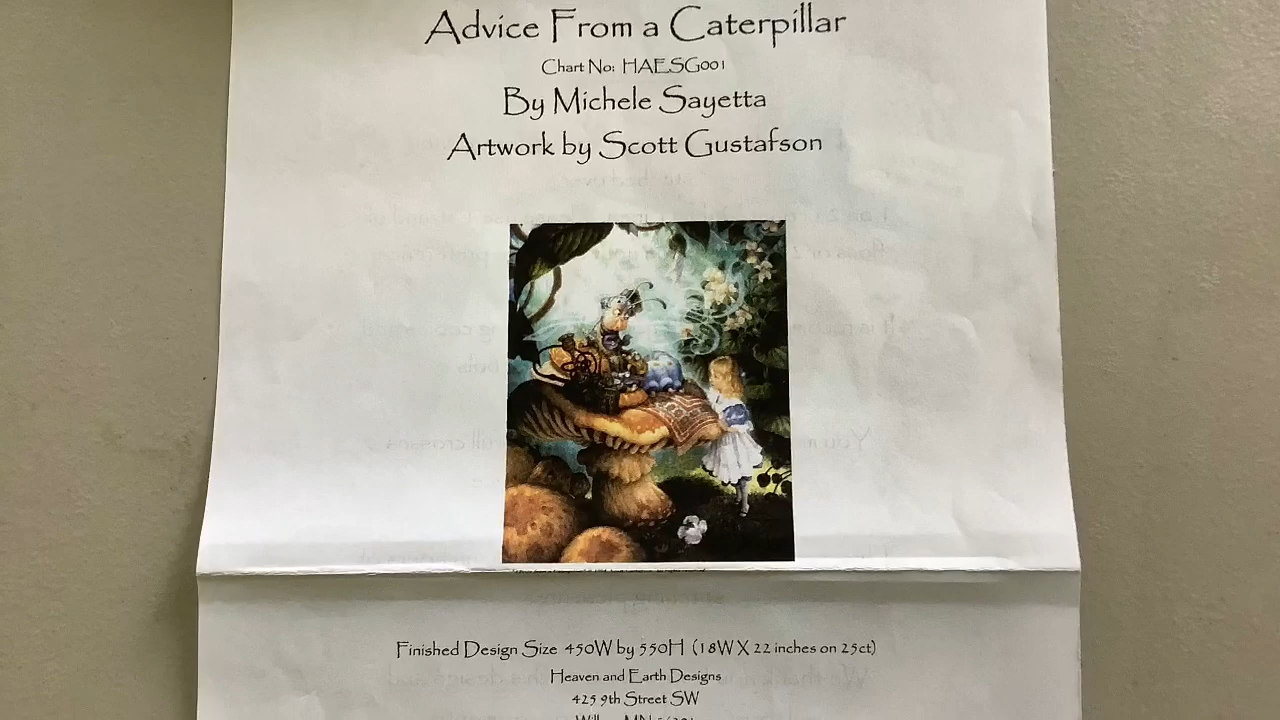 Advice From a Caterpillar
Chart No: HAESG001
By Michele Sayetta
Artwork by Scott Gustafson
Finished Design Size 450W by 550H (18W X 22 inches on 25ct)
Heaven and Earth Designs
425 9th Street SW